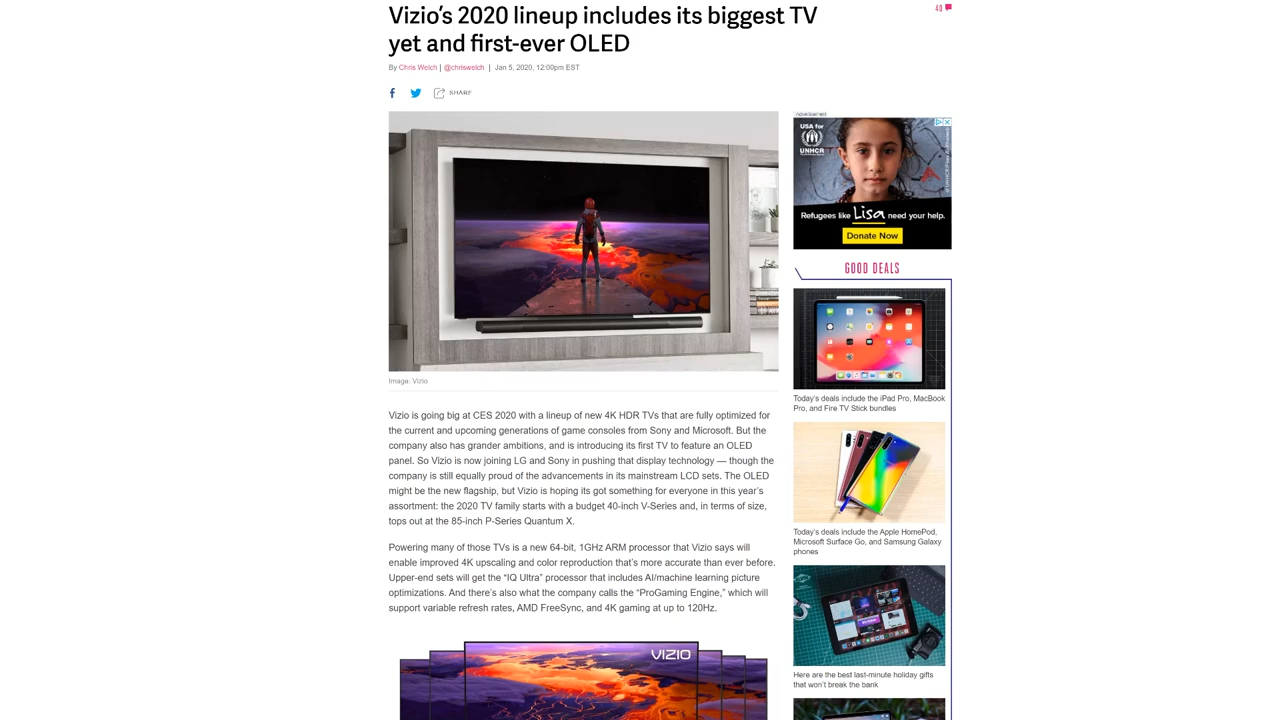 Vizio's 2020 lineup includes its biggest TV
yet and first-ever OLED
40
By Chris Welch | @chriswelch | Jan 5, 2020, 12:00pm EST
SHARE
Advertisement
USA for
UNHCR
Refugees like Lisa need your help.
Donate Now
GOOD DEALS
Image: Vizio
Today's deals include the iPad Pro, MacBook
Pro, and Fire TV Stick bundles
Vizio is going big at CES 2020 with a lineup of new 4K HDR TVs that are fully optimized for
the current and upcoming generations of game consoles from Sony and Microsoft. But the
company also has grander ambitions, and is introducing its first TV to feature an OLED
panel. So Vizio is now joining LG and Sony in pushing that display technology — though the
company is still equally proud of the advancements in its mainstream LCD sets. The OLED
might be the new flagship, but Vizio is hoping its got something for everyone in this year's
assortment: the 2020 TV family starts with a budget 40-inch V-Series and, in terms of size,
tops out at the 85-inch P-Series Quantum X.
Today's deals include the Apple HomePod,
Microsoft Surface Go, and Samsung Galaxy
phones
Powering many of those TVs is a new 64-bit, 1GHz ARM processor that Vizio says will
enable improved 4K upscaling and color reproduction that's more accurate than ever before.
Upper-end sets will get the “IQ Ultra” processor that includes AI/machine learning picture
optimizations. And there's also what the company calls the “ProGaming Engine,” which will
support variable refresh rates, AMD FreeSync, and 4K gaming at up to 120Hz.
VIZIO
Here are the best last-minute holiday gifts
that won't break the bank